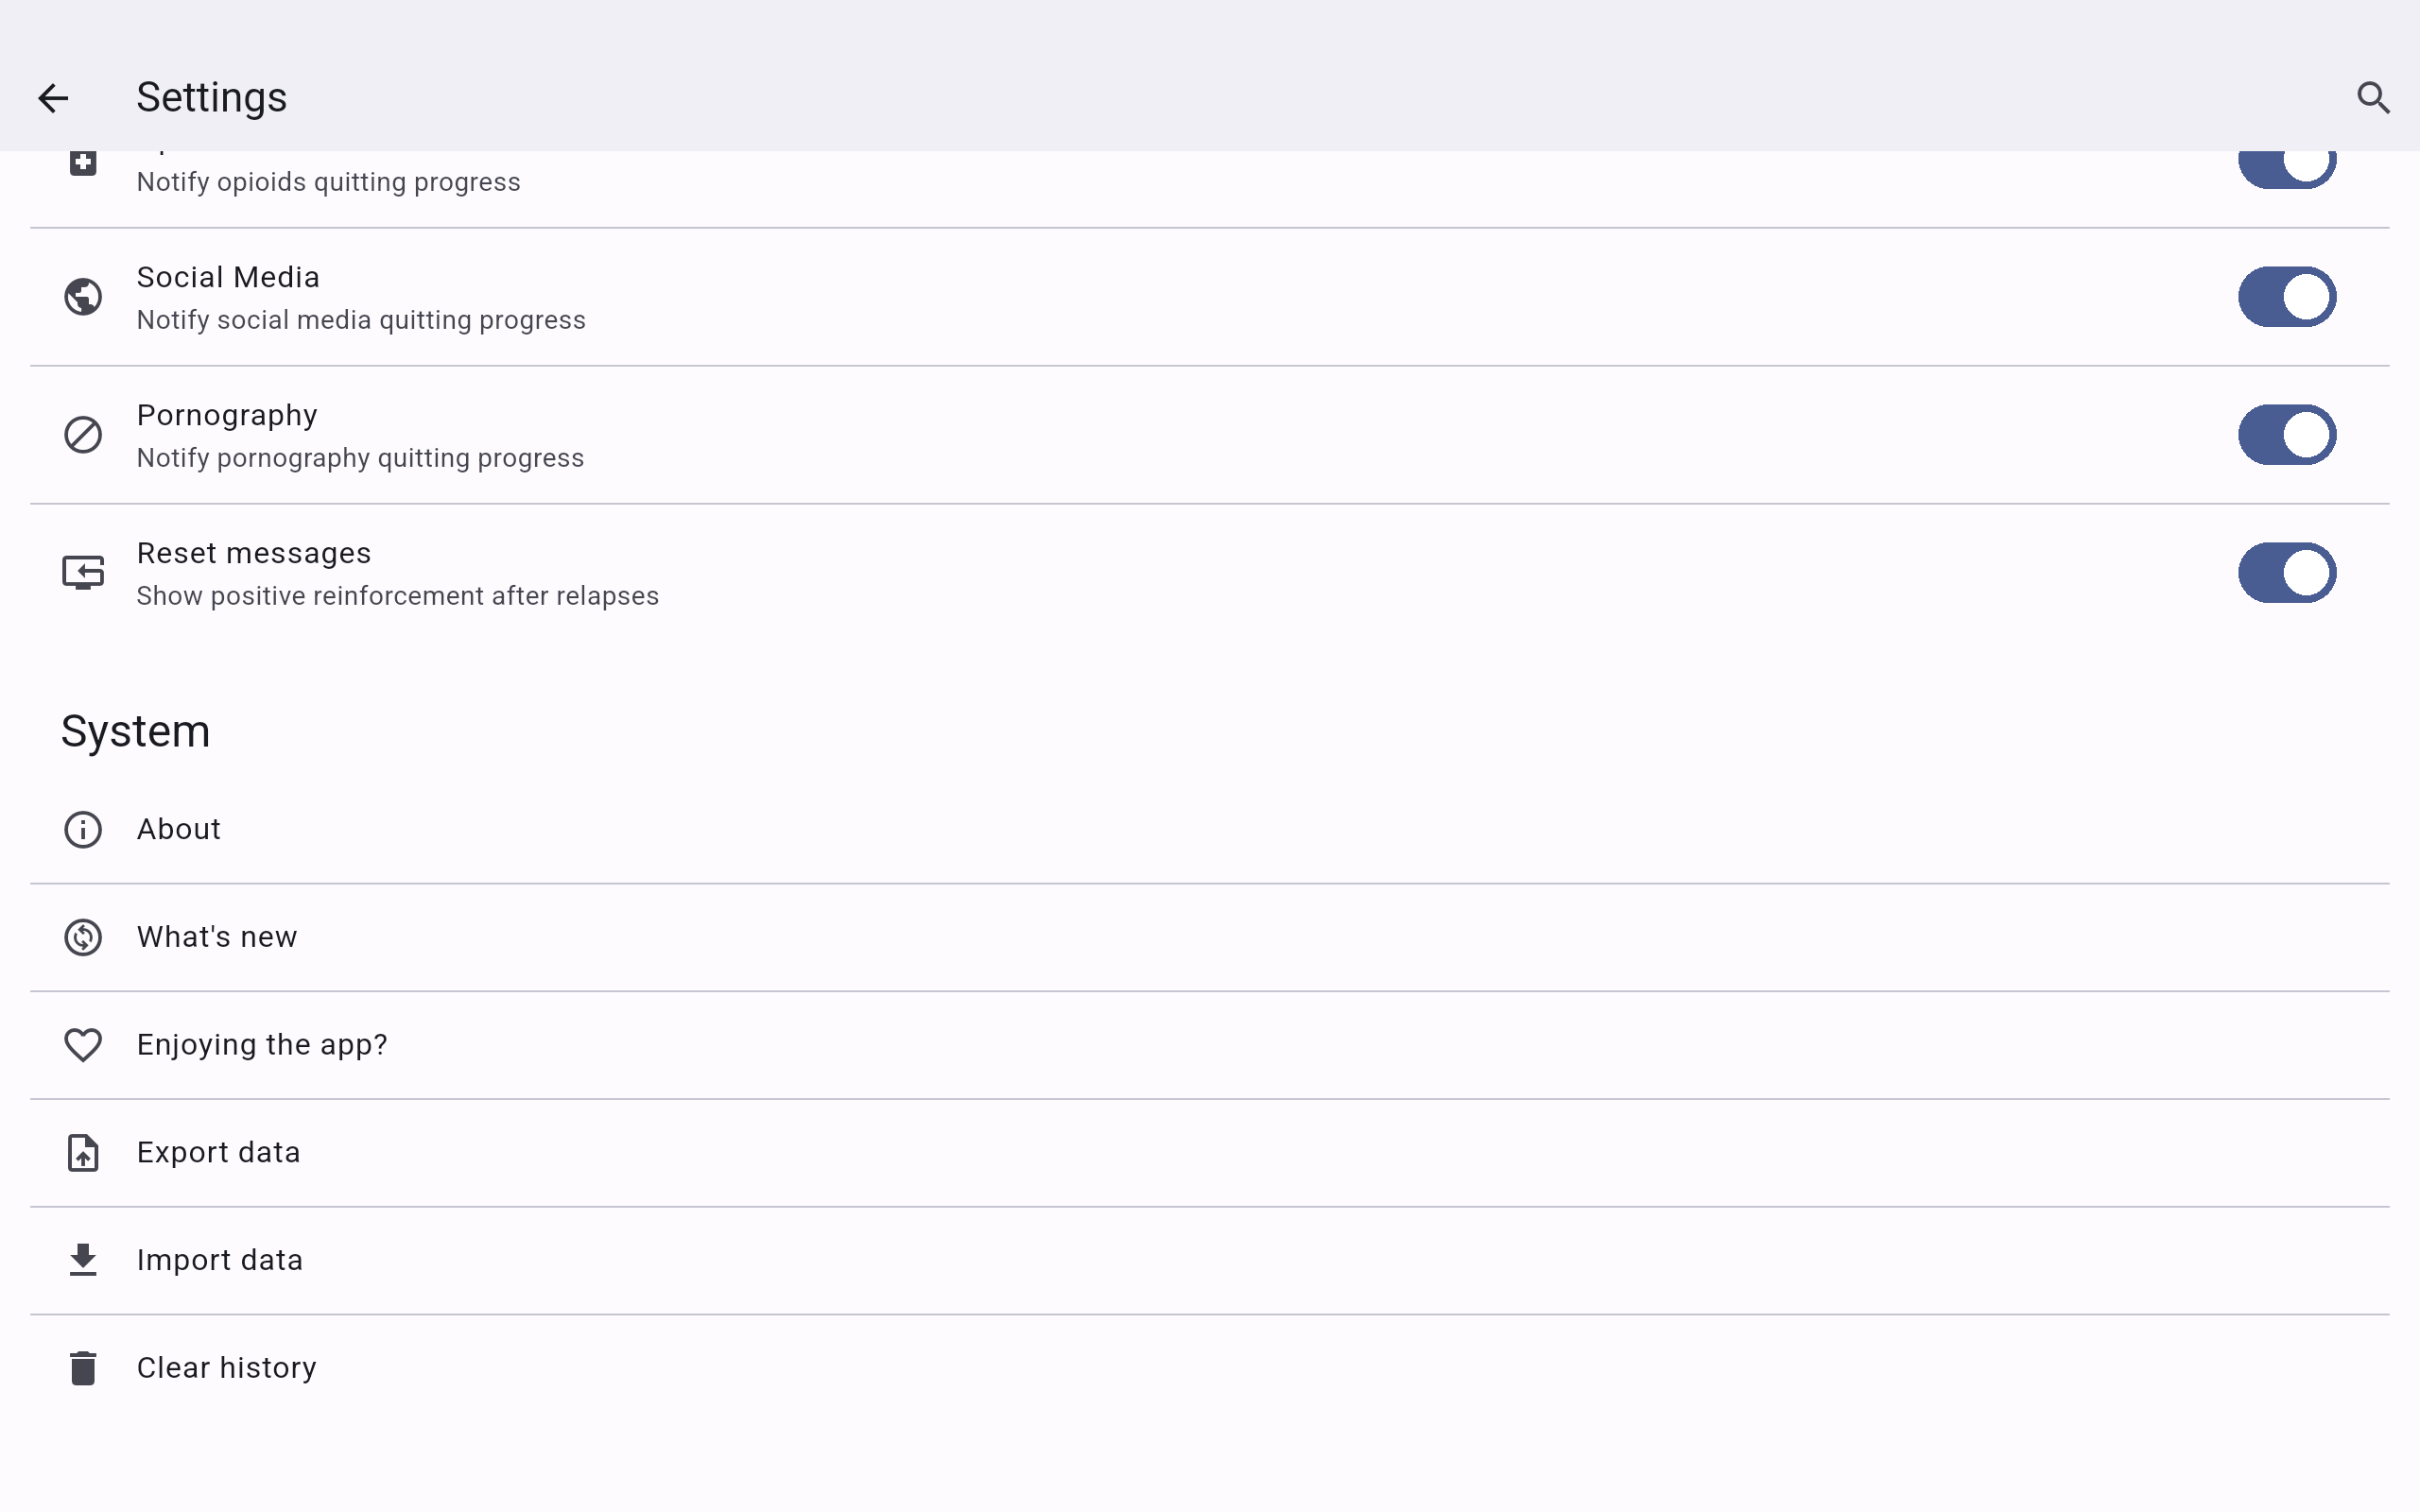 Settings
Notify opioids quitting progress
Social Media
Notify social media quitting progress
Pornography
Notify pornography quitting progress
Reset messages
Show positive reinforcement after relapses
System
About
What's new
Enjoying the app?
Export data
Import data
Clear history